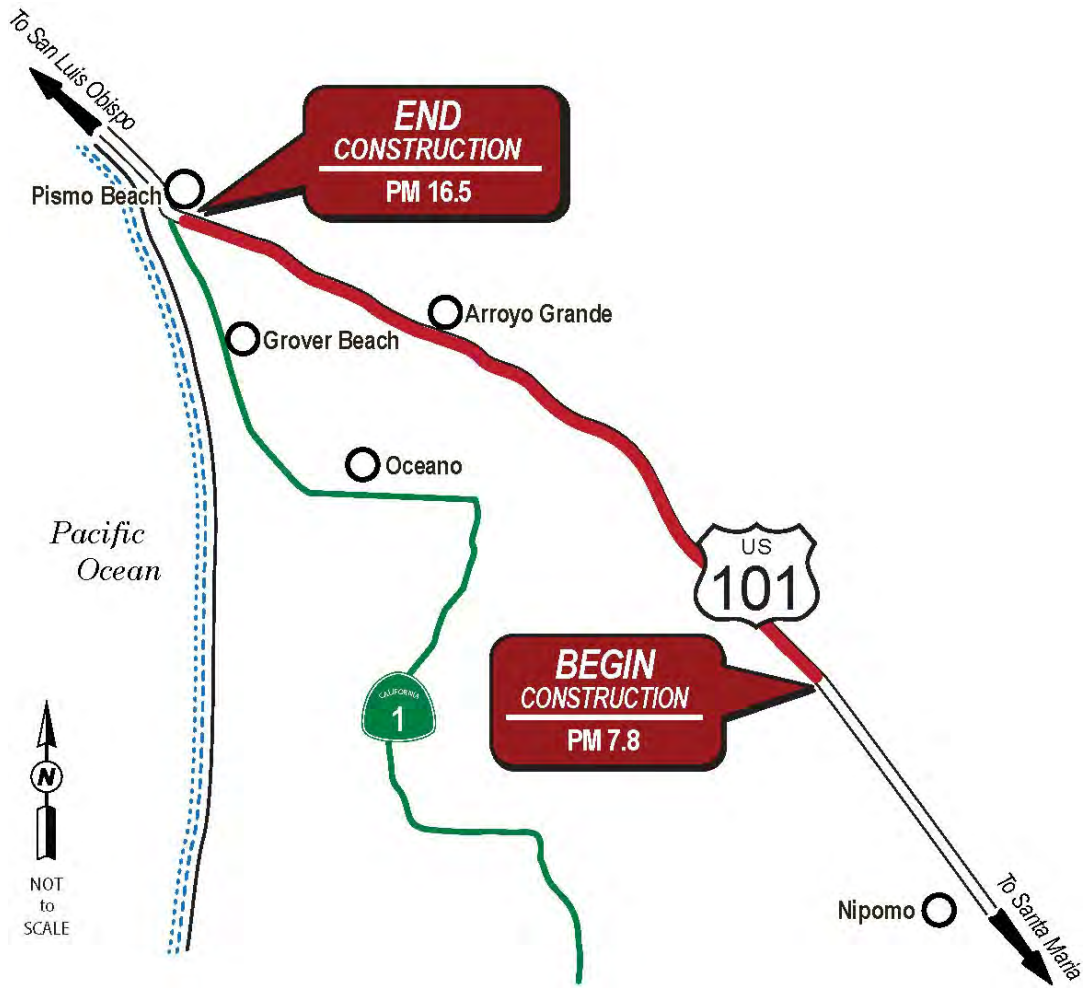 To San Luis Obispo
END
CONSTRUCTION
PM 16.5
Pismo Beach
Arroyo Grande
Grover Beach
Oceano
Pacific
Ocean
US
101
BEGIN
CONSTRUCTION
PM 7.8
CALIFORNIA
1
N
NOT
to
SCALE
Nipomo
To Santa Maria